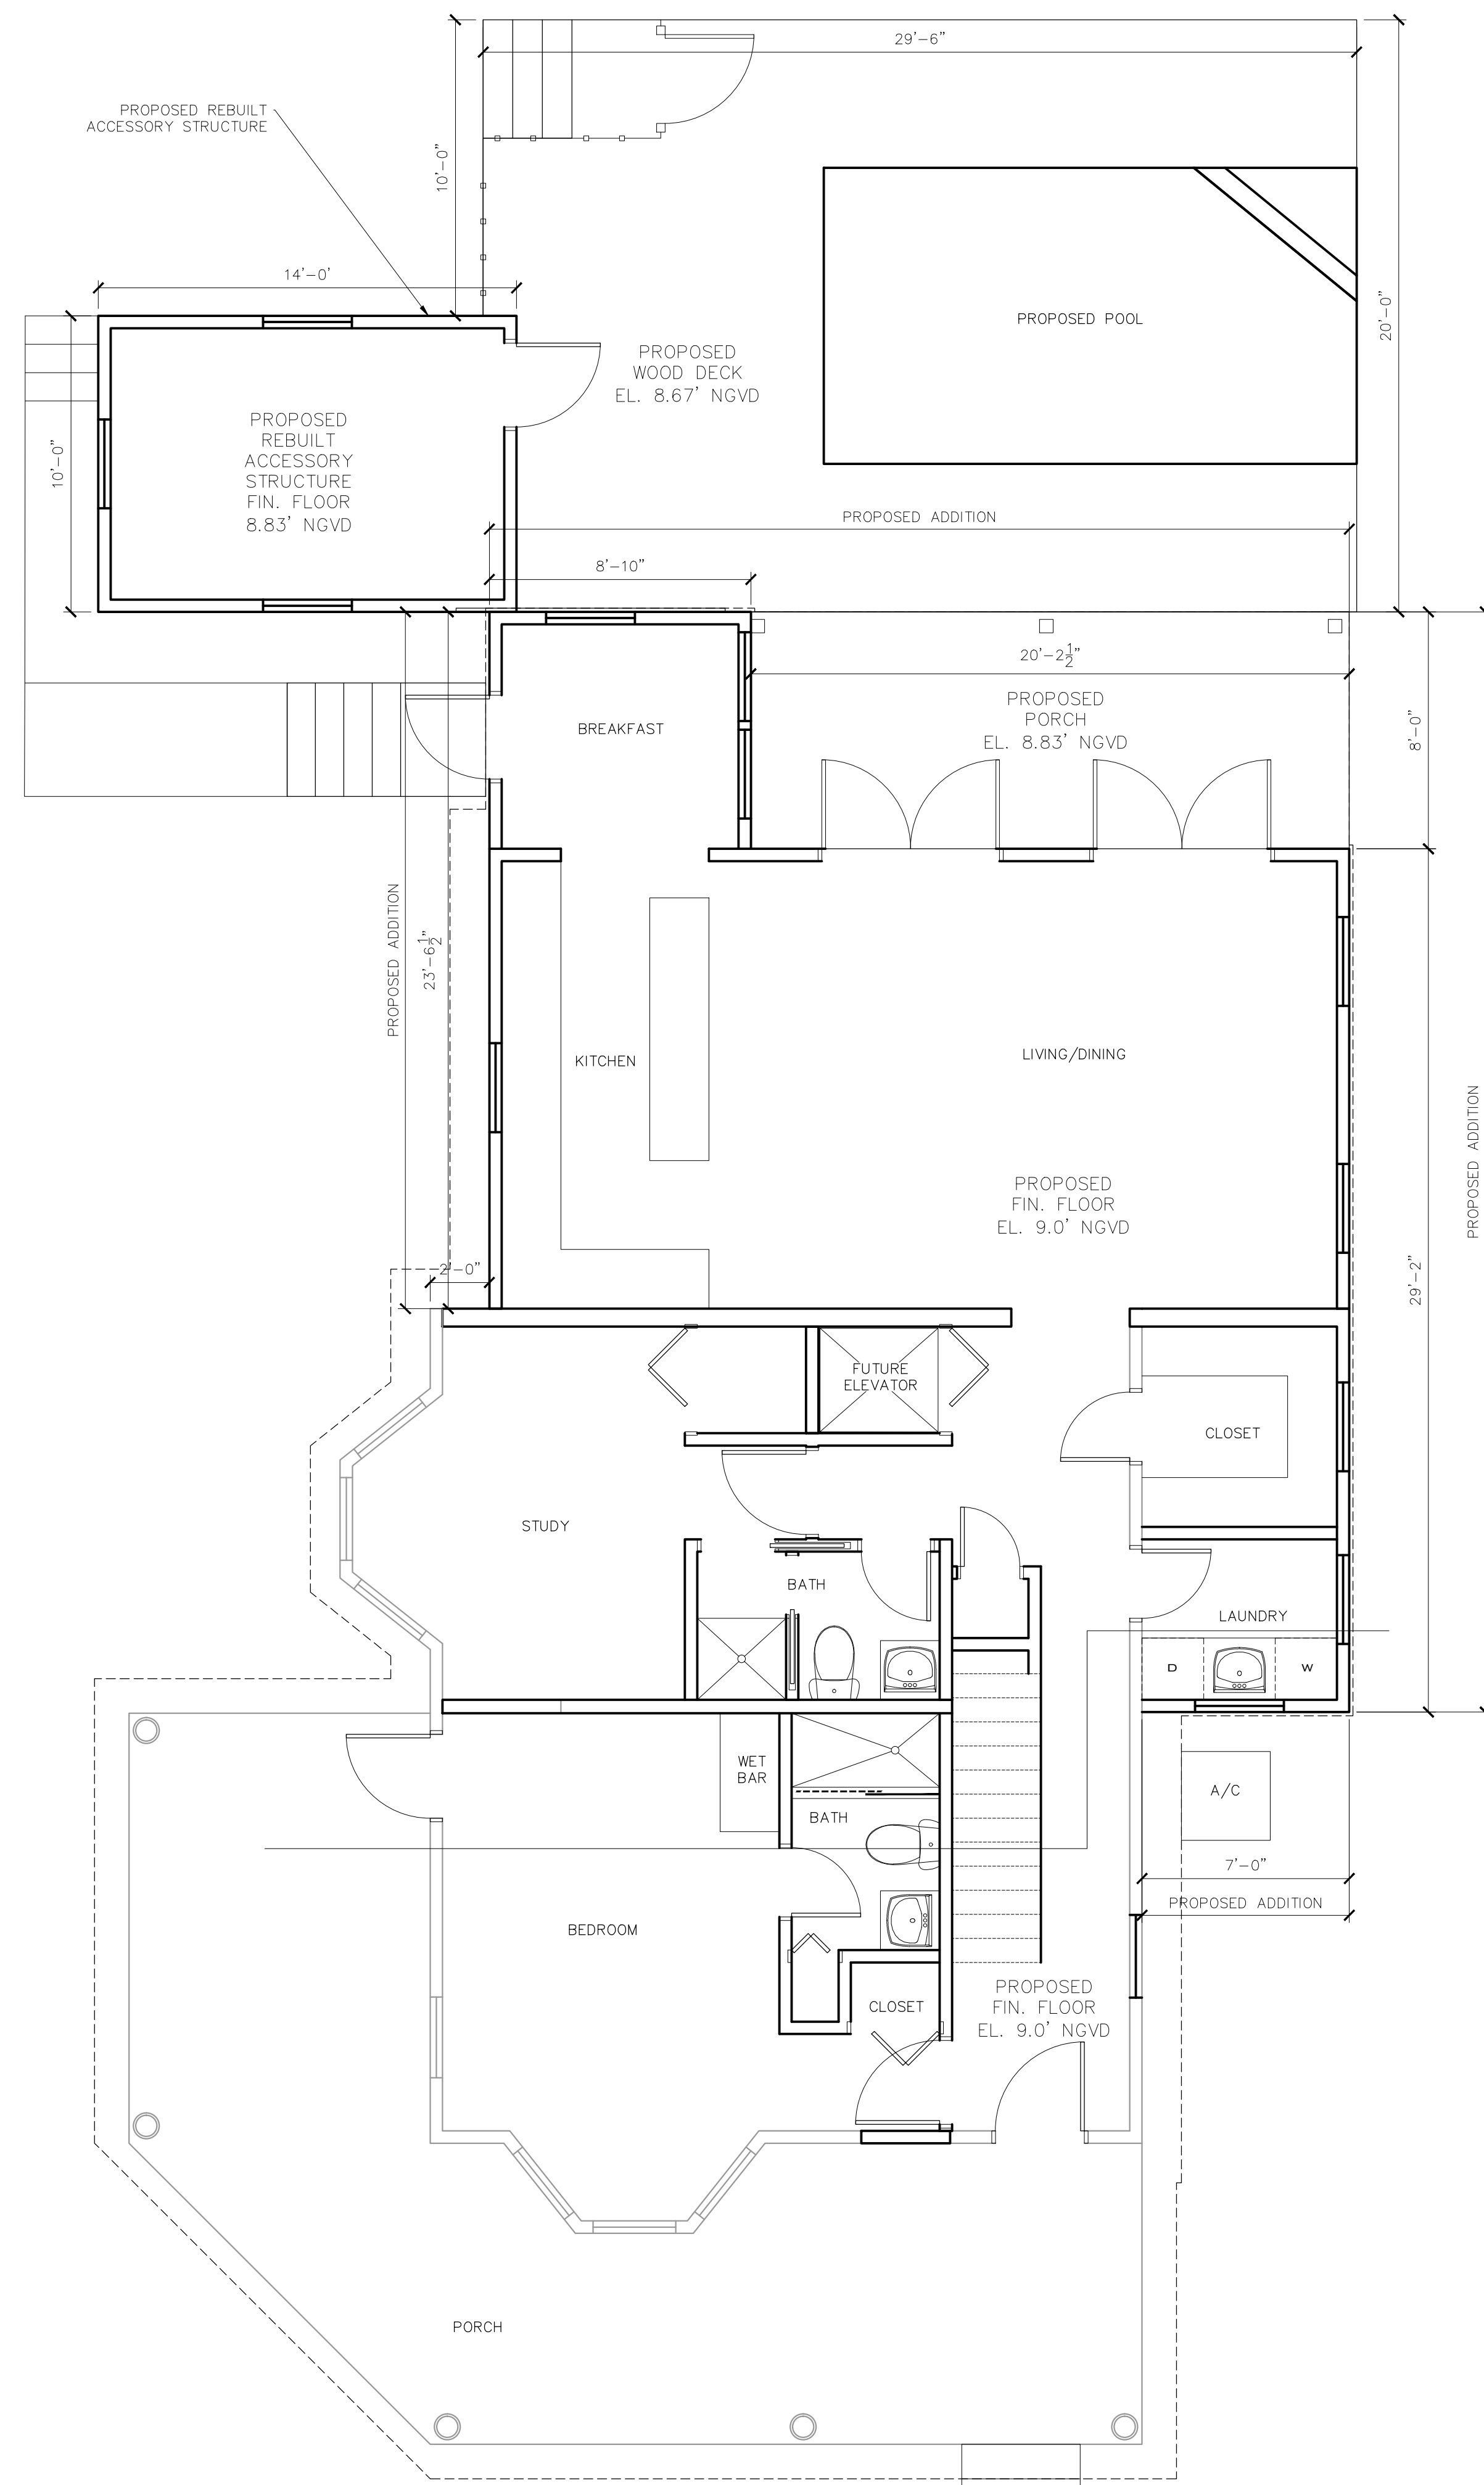 29'-6"
PROPOSED REBUILT
ACCESSORY STRUCTURE
10'-0"
14'-0'
20'-0"
PROPOSED POOL
PROPOSED
WOOD DECK
EL. 8.67' NGVD
PROPOSED
REBUILT
ACCESSORY
STRUCTURE
FIN. FLOOR
8.83' NGVD
10'-0"
PROPOSED ADDITION
8'-10"
20'-2 1/2"
PROPOSED
PORCH
EL. 8.83' NGVD
8'-0"
BREAKFAST
PROPOSED ADDITION
23'-6 1/2"
KITCHEN
LIVING/DINING
PROPOSED ADDITION
PROPOSED
FIN. FLOOR
EL. 9.0' NGVD
2'-0"
29'-2"
FUTURE
ELEVATOR
CLOSET
STUDY
BATH
LAUNDRY
D
W
WET
BAR
BATH
A/C
7'-0"
PROPOSED ADDITION
BEDROOM
PROPOSED
FIN. FLOOR
EL. 9.0' NGVD
CLOSET
PORCH